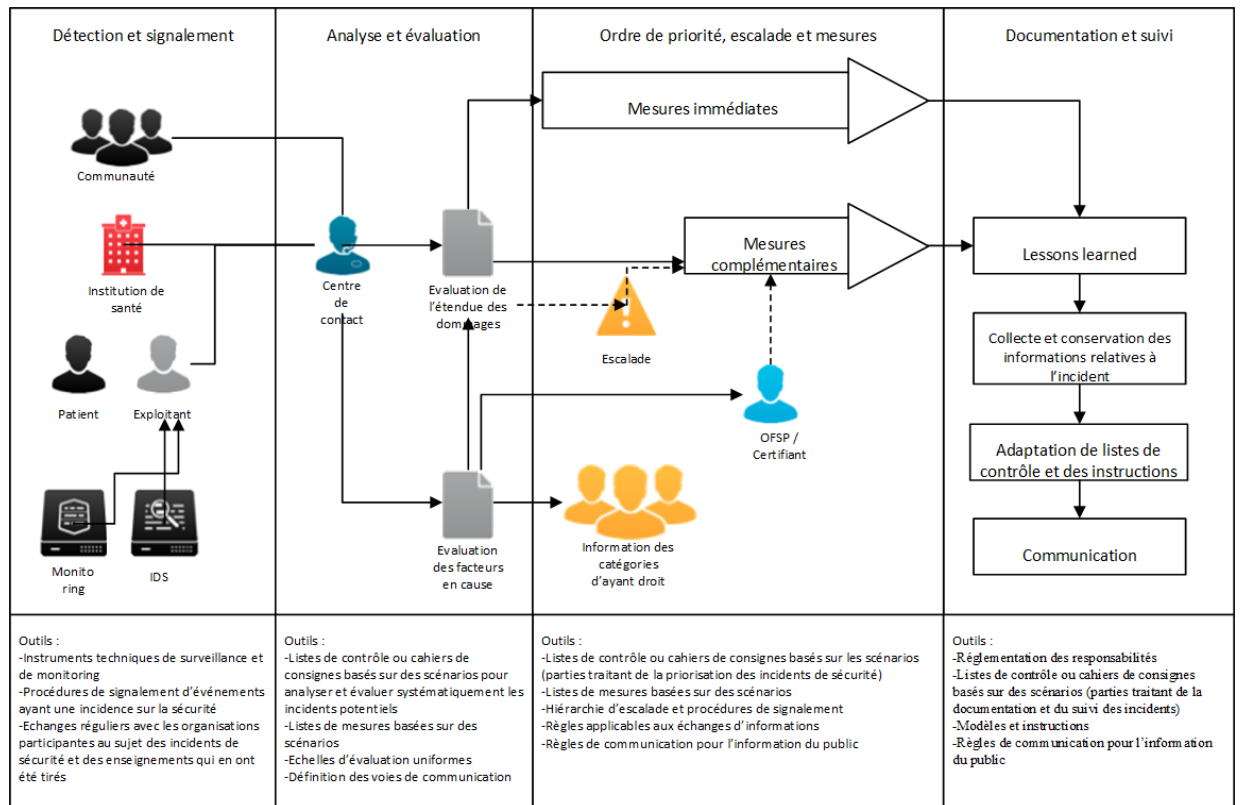 Détection et signalement
Analyse et évaluation
Ordre de priorité, escalade et mesures
Documentation et suivi
Communauté
Institution de
santé
Patient
Exploitant
Monito
ring
IDS
Centre
de
contact
Evaluation de
l’étendue des
dommages
Evaluation
des facteurs
en cause
Mesures immédiates
Mesures
complémentaires
Escalade
OFSP /
Certifiant
Information des
catégories
d’ayant droit
Lessons learned
Collecte et conservation des
informations relatives à
l’incident
Adaptation de listes de
contrôle et des instructions
Communication
Outils :
-Instruments techniques de surveillance et
de monitoring
-Procédures de signalement d’événements
ayant une incidence sur la sécurité
-Echanges réguliers avec les organisations
participantes au sujet des incidents de
sécurité et des enseignements qui en ont
été tirés
Outils :
-Listes de contrôle ou cahiers de
consignes basés sur des scénarios pour
analyser et évaluer systématiquement les
incidents potentiels
-Listes de mesures basées sur des
scénarios
-Echelles d’évaluation uniformes
-Définition des voies de communication
Outils :
-Listes de contrôle ou cahiers de consignes basés sur les scénarios
(parties traitant de la priorisation des incidents de sécurité)
-Listes de mesures basées sur des scénarios
-Hiérarchie d’escalade et procédures de signalement
-Règles applicables aux échanges d’informations
-Règles de communication pour l’information du public
Outils :
-Réglementation des responsabilités
-Listes de contrôle ou cahiers de consignes
basés sur des scénarios (parties traitant de la
documentation et du suivi des incidents)
-Modèles et instructions
-Règles de communication pour l’information
du public